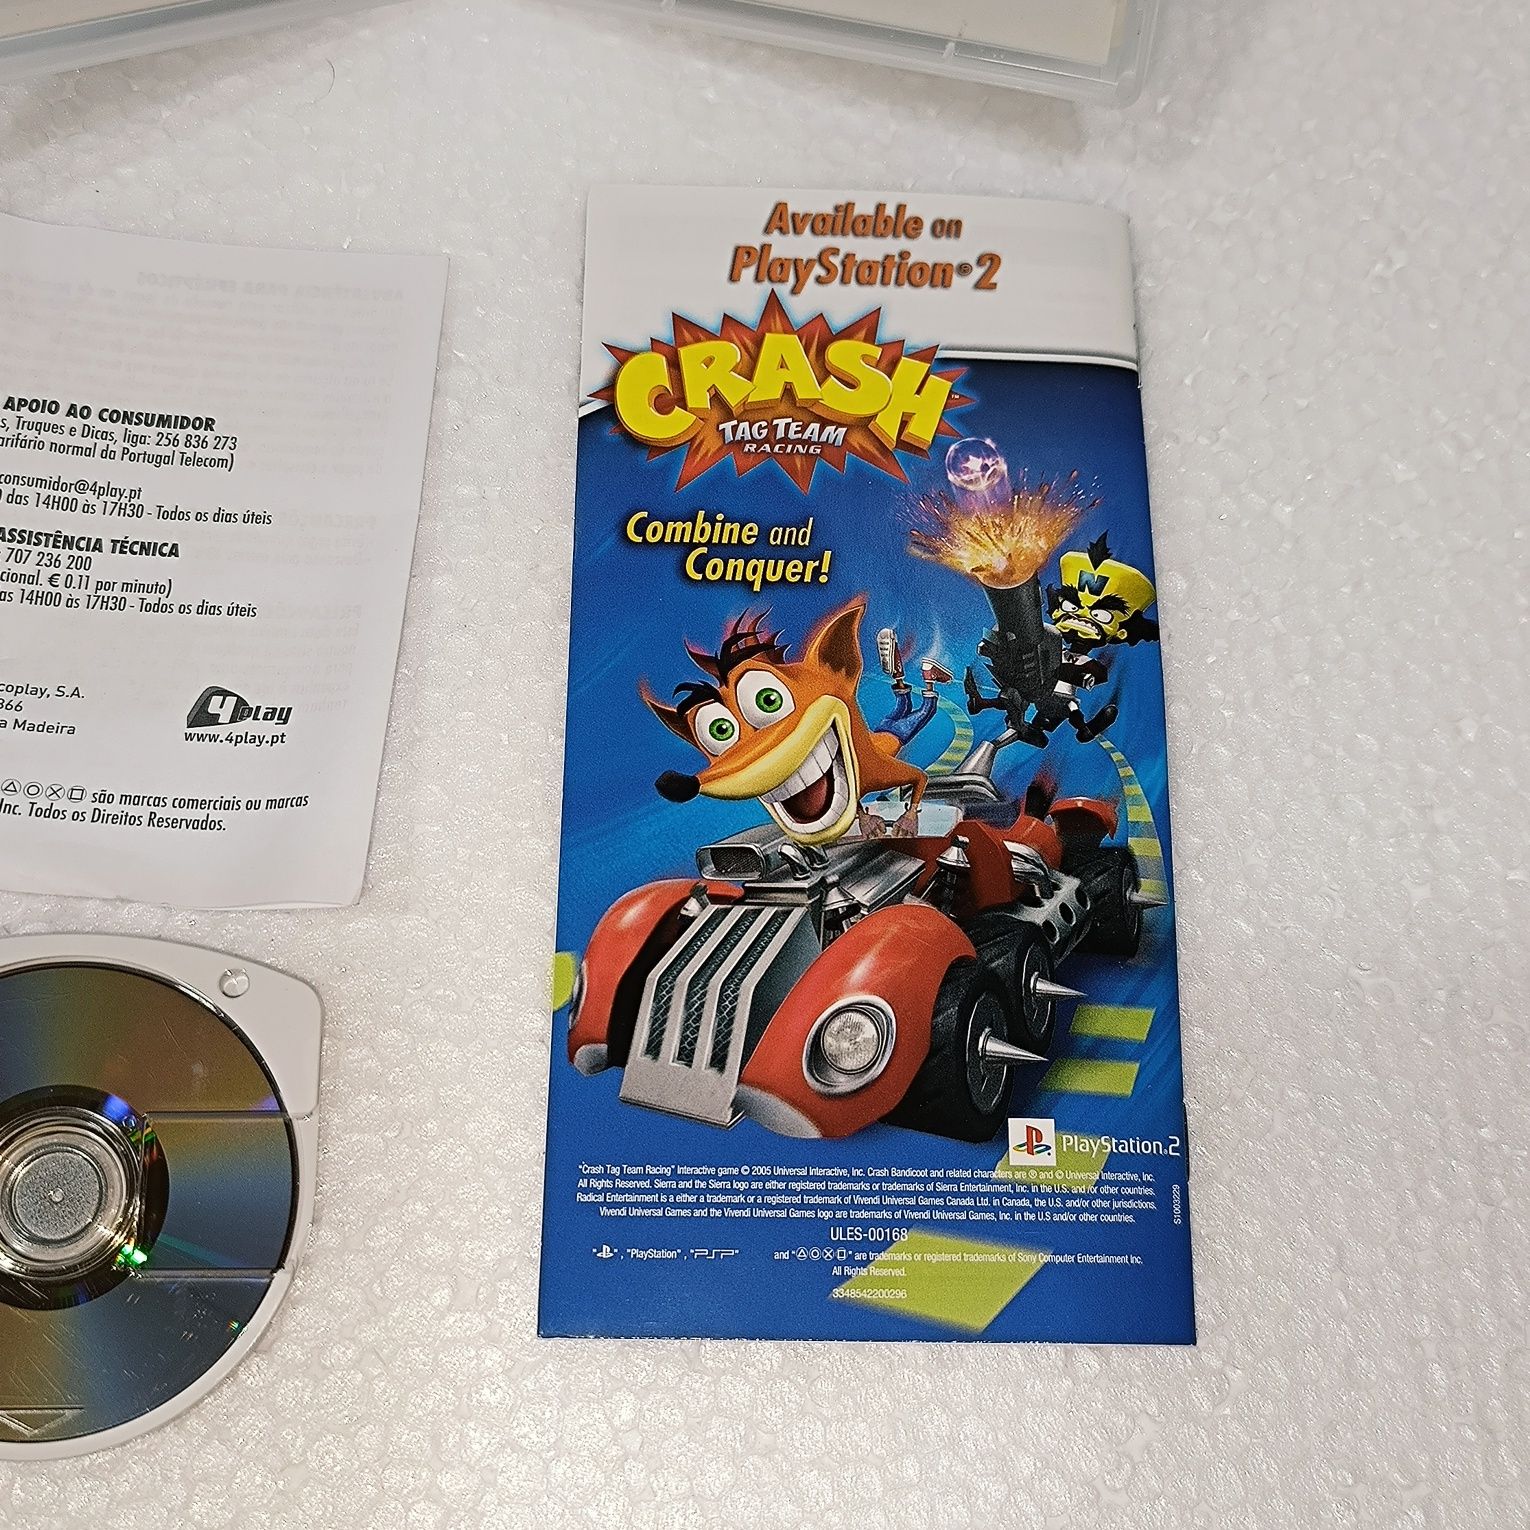 APOIO AO CONSUMIDOR
s, Truques e Dicas, liga: 256 836 273
arifário normal da Portugal Telecom)
consumidor@4play.pt
das 14H00 às 17H30 - Todos os dias úteis
ASSISTÊNCIA TÉCNICA
707 236 200
cional. € 0.11 por minuto)
as 14H00 às 17H30 - Todos os dias úteis
coplay, S.A.
366
a Madeira
4Play
www.4play.pt
são marcas comerciais ou marcas
Inc. Todos os Direitos Reservados.
Available on
PlayStation® 2
CRASH™
TAG TEAM
RACING
Combine and
Conquer!
N
PlayStation®2
"Crash Tag Team Racing" Interactive game © 2005 Universal Interactive, Inc. Crash Bandicoot and related characters are ® and © Universal Interactive, Inc.
All Rights Reserved. Sierra and the Sierra logo are either registered trademarks or trademarks of Sierra Entertainment, Inc. in the U.S. and /or other countries.
Radical Entertainment is a either a trademark or a registered trademark of Vivendi Universal Games Canada Ltd. in Canada, the U.S. and/or other jurisdictions.
Vivendi Universal Games and the Vivendi Universal Games logo are trademarks of Vivendi Universal Games, Inc. in the U.S and/or other countries.
S1003229
ULES-00168
" ", "PlayStation", "PSP" and "△○✕□" are trademarks or registered trademarks of Sony Computer Entertainment Inc.
All Rights Reserved.
3348542200296